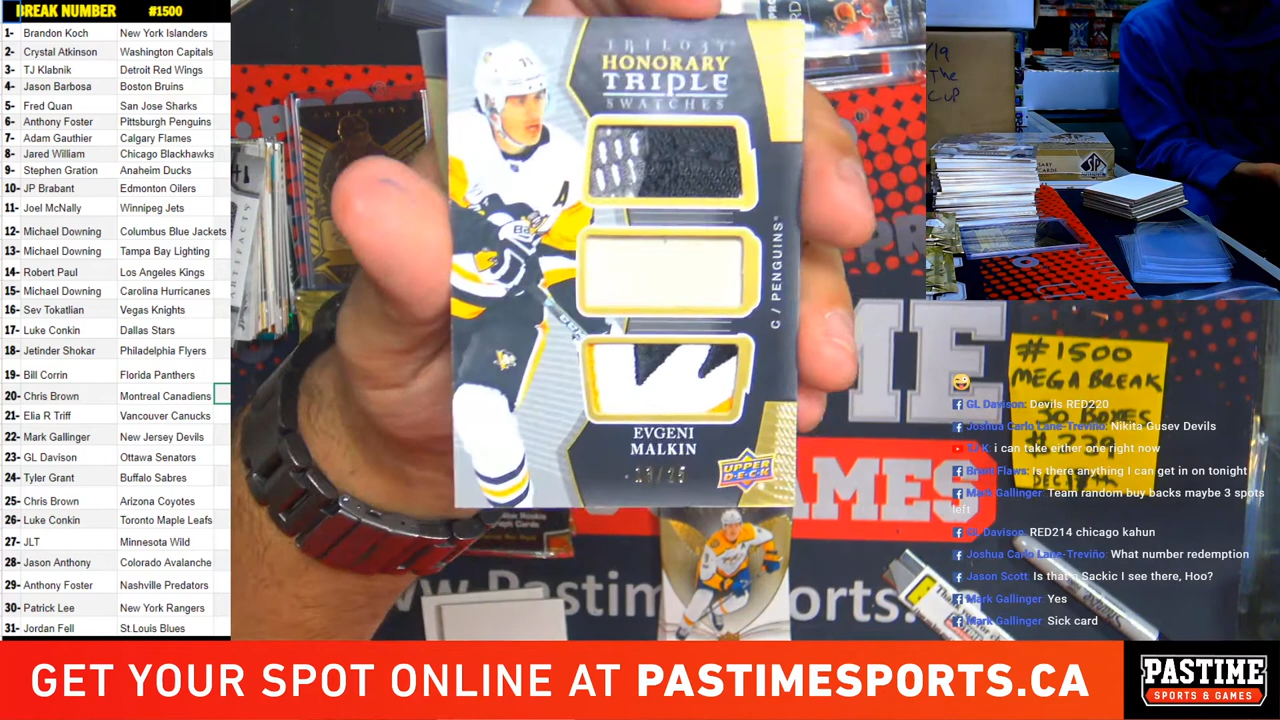 BREAK NUMBER #1500
1- Brandon Koch New York Islanders
2- Crystal Atkinson Washington Capitals
3- TJ Klabnik Detroit Red Wings
4- Jason Barbosa Boston Bruins
5- Fred Quan San Jose Sharks
6- Anthony Foster Pittsburgh Penguins
7- Adam Gauthier Calgary Flames
8- Jared William Chicago Blackhawks
9- Stephen Gration Anaheim Ducks
10- JP Brabant Edmonton Oilers
11- Joel McNally Winnipeg Jets
12- Michael Downing Columbus Blue Jackets
13- Michael Downing Tampa Bay Lighting
14- Robert Paul Los Angeles Kings
15- Michael Downing Carolina Hurricanes
16- Sev Tokatlian Vegas Knights
17- Luke Conkin Dallas Stars
18- Jetinder Shokar Philadelphia Flyers
19- Bill Corrin Florida Panthers
20- Chris Brown Montreal Canadiens
21- Elia R Triff Vancouver Canucks
22- Mark Gallinger New Jersey Devils
23- GL Davison Ottawa Senators
24- Tyler Grant Buffalo Sabres
25- Chris Brown Arizona Coyotes
26- Luke Conkin Toronto Maple Leafs
27- JLT Minnesota Wild
28- Jason Anthony Colorado Avalanche
29- Anthony Foster Nashville Predators
30- Patrick Lee New York Rangers
31- Jordan Fell St Louis Blues
TRILOGY
HONORARY
TRIPLE
SWATCHES
C / PENGUINS
EVGENI
MALKIN
UPPER
DECK
The
CUP
SP
#1500
MEGA BREAK
30 BOXES
DEC 18th
GL Davison: Devils RED220
Joshua Carlo Lane-Treviño: Nikita Gusev Devils
i can take either one right now
Brent Flaws: Is there anything I can get in on tonight
Mark Gallinger: Team random buy backs maybe 3 spots
left
GL Davison: RED214 chicago kahun
Joshua Carlo Lane-Treviño: What number redemption
Jason Scott: Is that a Sackic I see there, Hoo?
Mark Gallinger: Yes
Mark Gallinger: Sick card
GET YOUR SPOT ONLINE AT PASTIMESPORTS.CA
PASTIME
SPORTS & GAMES